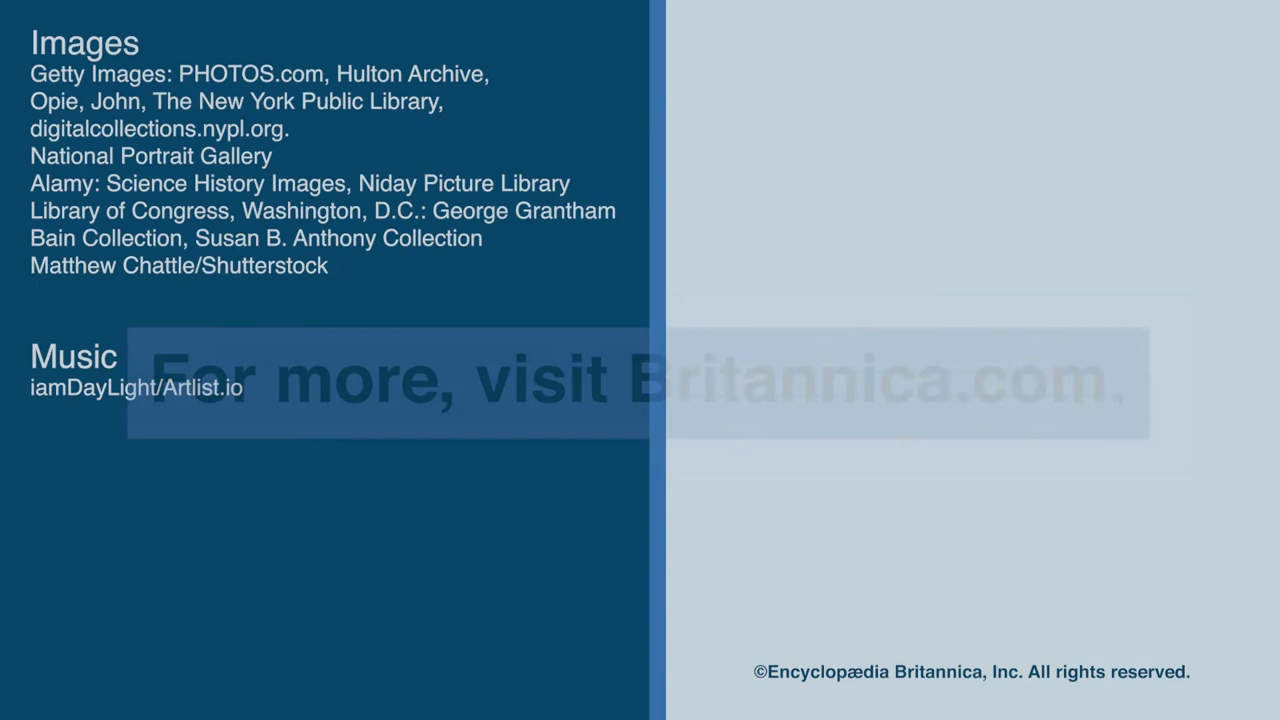 Images
Getty Images: PHOTOS.com, Hulton Archive,
Opie, John, The New York Public Library,
digitalcollections.nypl.org.
National Portrait Gallery
Alamy: Science History Images, Niday Picture Library
Library of Congress, Washington, D.C.: George Grantham
Bain Collection, Susan B. Anthony Collection
Matthew Chattle/Shutterstock
Music
iamDayLight/Artlist.io
For more, visit Britannica.com.
©Encyclopædia Britannica, Inc. All rights reserved.